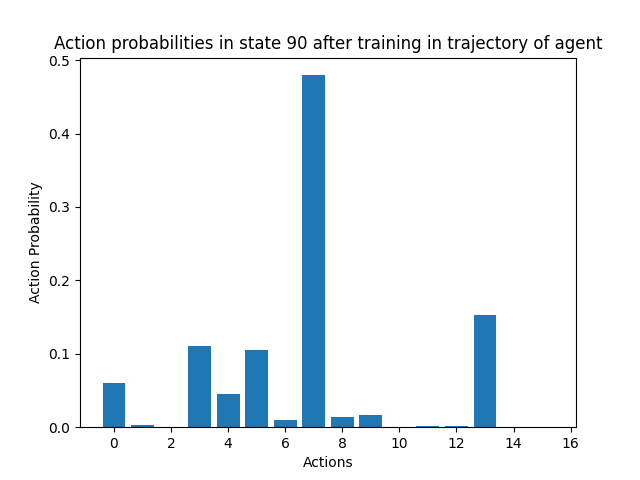 Action probabilities in state 90 after training in trajectory of agent
0.5
0.4
0.3
0.2
0.1
0.0
Action Probability
0 2 4 6 8 10 12 14 16
Actions